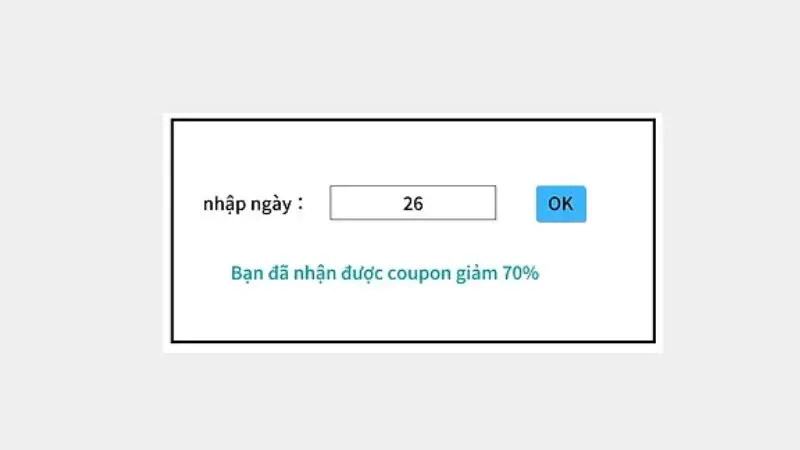 nhập ngày： 26 OK
Bạn đã nhận được coupon giảm 70%